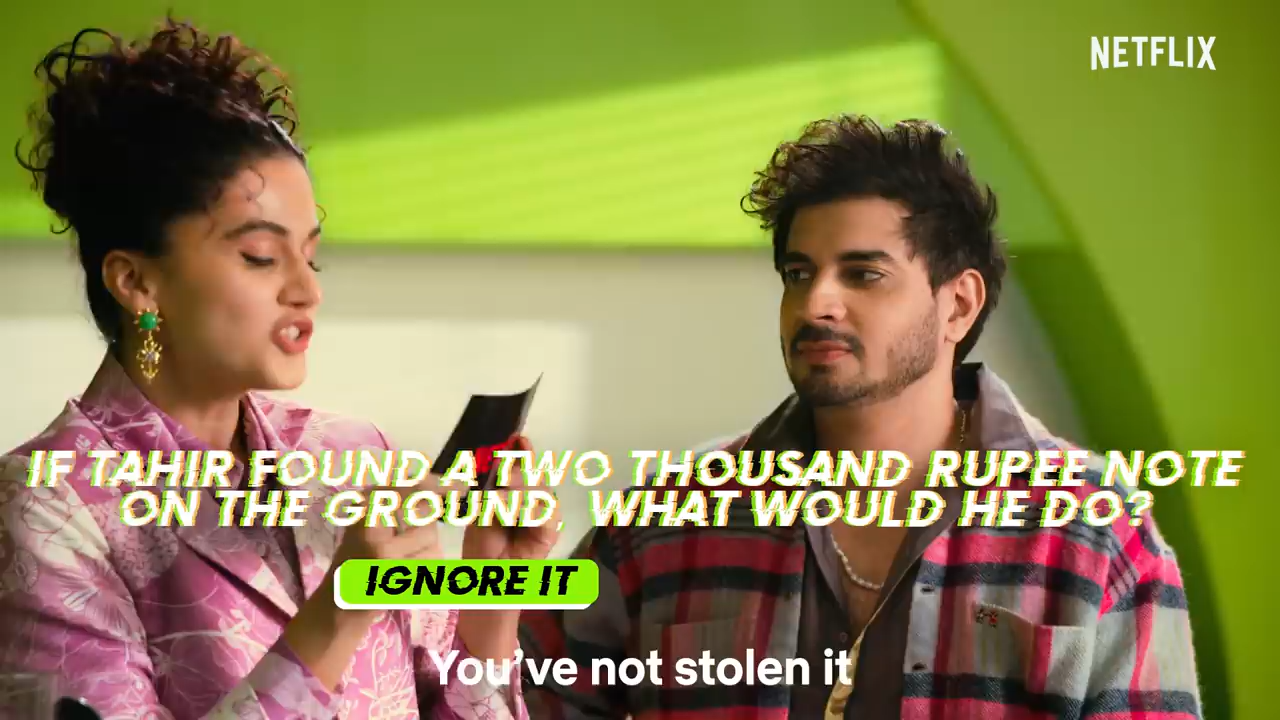 NETFLIX
IF TAHIR FOUND A TWO THOUSAND RUPEE NOTE
ON THE GROUND, WHAT WOULD HE DO?
IGNORE IT
You've not stolen it